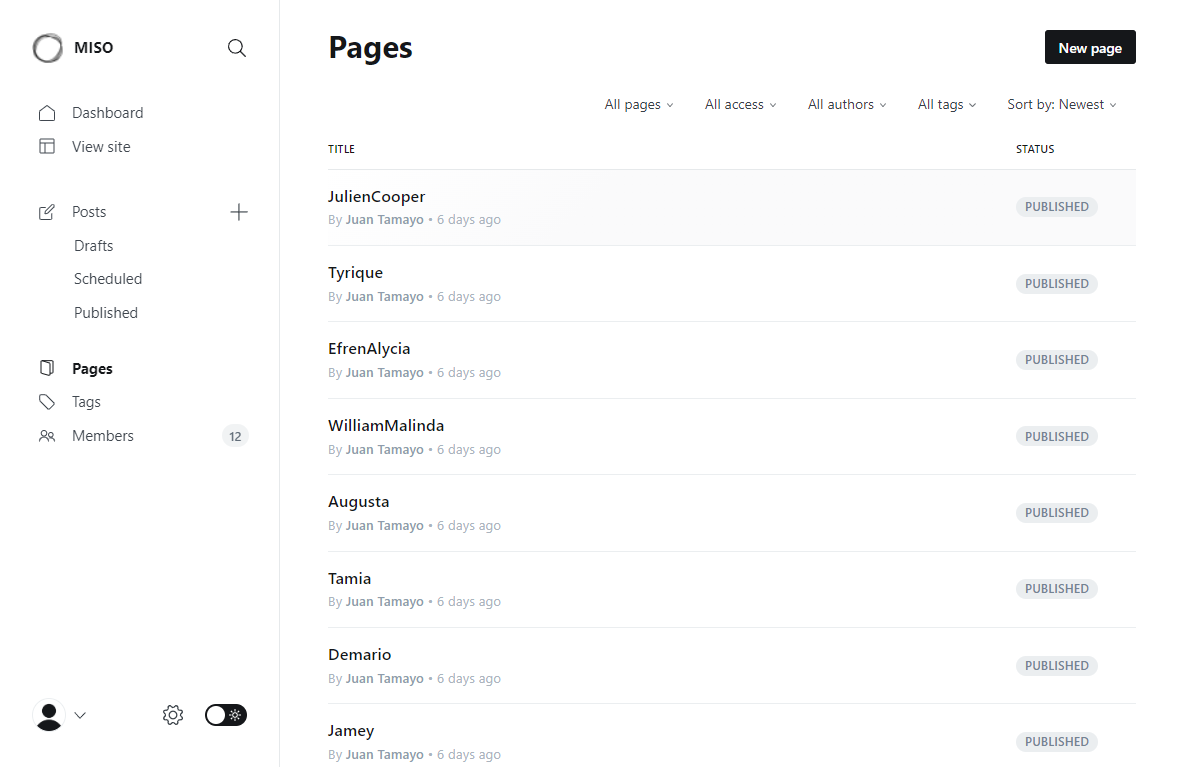 MISO
Dashboard
View site
Posts
Drafts
Scheduled
Published
Pages
Tags
Members 12
Pages
New page
All pages All access All authors All tags Sort by: Newest
TITLE STATUS
JulienCooper
By Juan Tamayo • 6 days ago
PUBLISHED
Tyrique
By Juan Tamayo • 6 days ago
PUBLISHED
EfrenAlycia
By Juan Tamayo • 6 days ago
PUBLISHED
WilliamMalinda
By Juan Tamayo • 6 days ago
PUBLISHED
Augusta
By Juan Tamayo • 6 days ago
PUBLISHED
Tamia
By Juan Tamayo • 6 days ago
PUBLISHED
Demario
By Juan Tamayo • 6 days ago
PUBLISHED
Jamey
By Juan Tamayo • 6 days ago
PUBLISHED